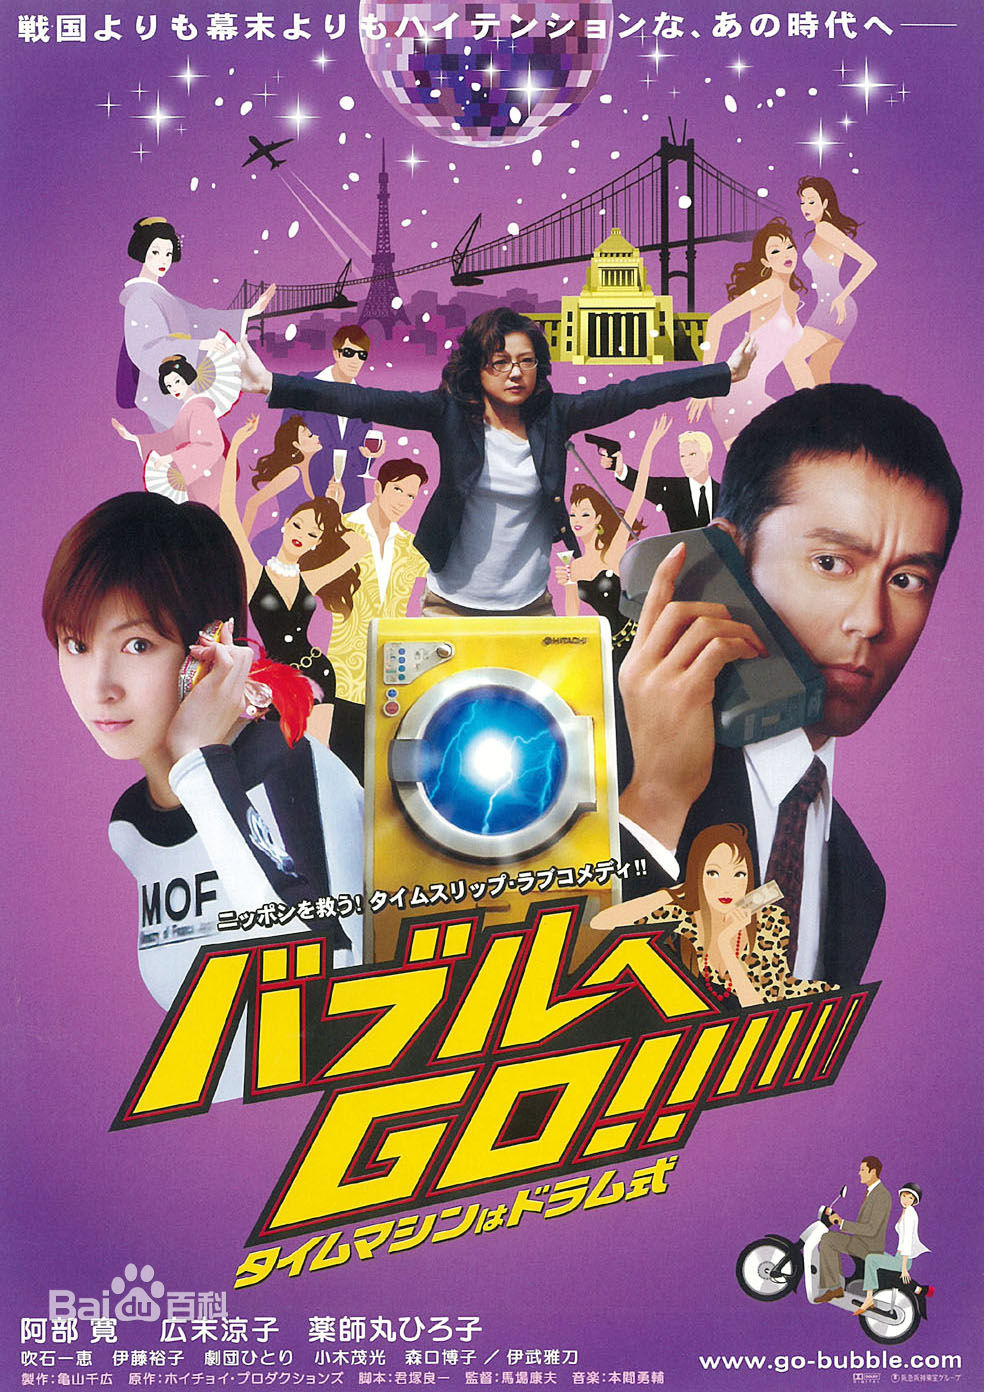 戦国よりも幕末よりもハイテンションな、あの時代へ――
HITACHI
MOF
ニッポンを救う! タイムスリップ・ラブコメディ!!
バブルへ
GO!!
タイムマシンはドラム式
Baidu百科
阿部 寛　広末涼子　薬師丸ひろ子
吹石一恵　伊藤裕子　劇団ひとり　小木茂光　森口博子／伊武雅刀
製作：亀山千広　原作：ホイチョイ・プロダクションズ　脚本：君塚良一　監督：馬場康夫　音楽：本間勇輔
www.go-bubble.com